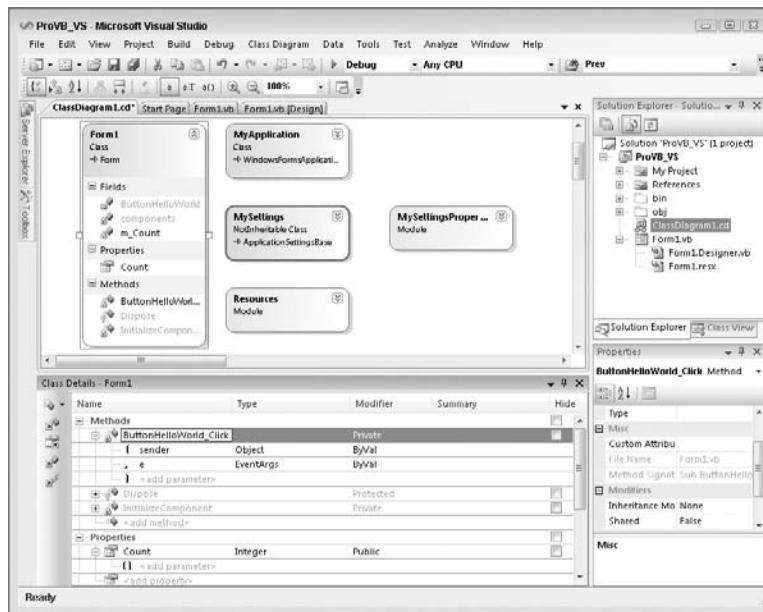 ProVB_VS - Microsoft Visual Studio
File Edit View Project Build Debug Class Diagram Data Tools Test Analyze Window Help
Debug Any CPU Prev
100%
ClassDiagram1.cd* Start Page Form1.vb Form1.vb [Design]
Server Explorer
Toolbox
Form1
Class
Form
Fields
ButtonHelloWorld
components
m_Count
Properties
Count
Methods
ButtonHelloWorl...
Dispose
InitializeCompon...
MyApplication
Class
WindowsFormsApplicati...
MySettings
NotInheritable Class
ApplicationSettingsBase
MySettingsProper ...
Module
Resources
Module
Solution Explorer - Solutio...
Solution 'ProVB_VS' (1 project)
ProVB_VS
My Project
References
bin
obj
ClassDiagram1.cd
Form1.vb
Form1.Designer.vb
Form1.resx
Solution Explorer Class View
Properties
ButtonHelloWorld_Click Method
Type
Misc
Custom Attribu
File Name Form1.vb
Method Signat Sub ButtonHello
Modifiers
Inheritance Mo None
Shared False
Misc
Class Details - Form1
Name Type Modifier Summary Hide
Methods
ButtonHelloWorld_Click Private
( sender Object ByVal
, e EventArgs ByVal
) <add parameter>
Dispose Protected
InitializeComponent Private
<add method>
Properties
Count Integer Public
() <add parameter>
<add property>
Ready